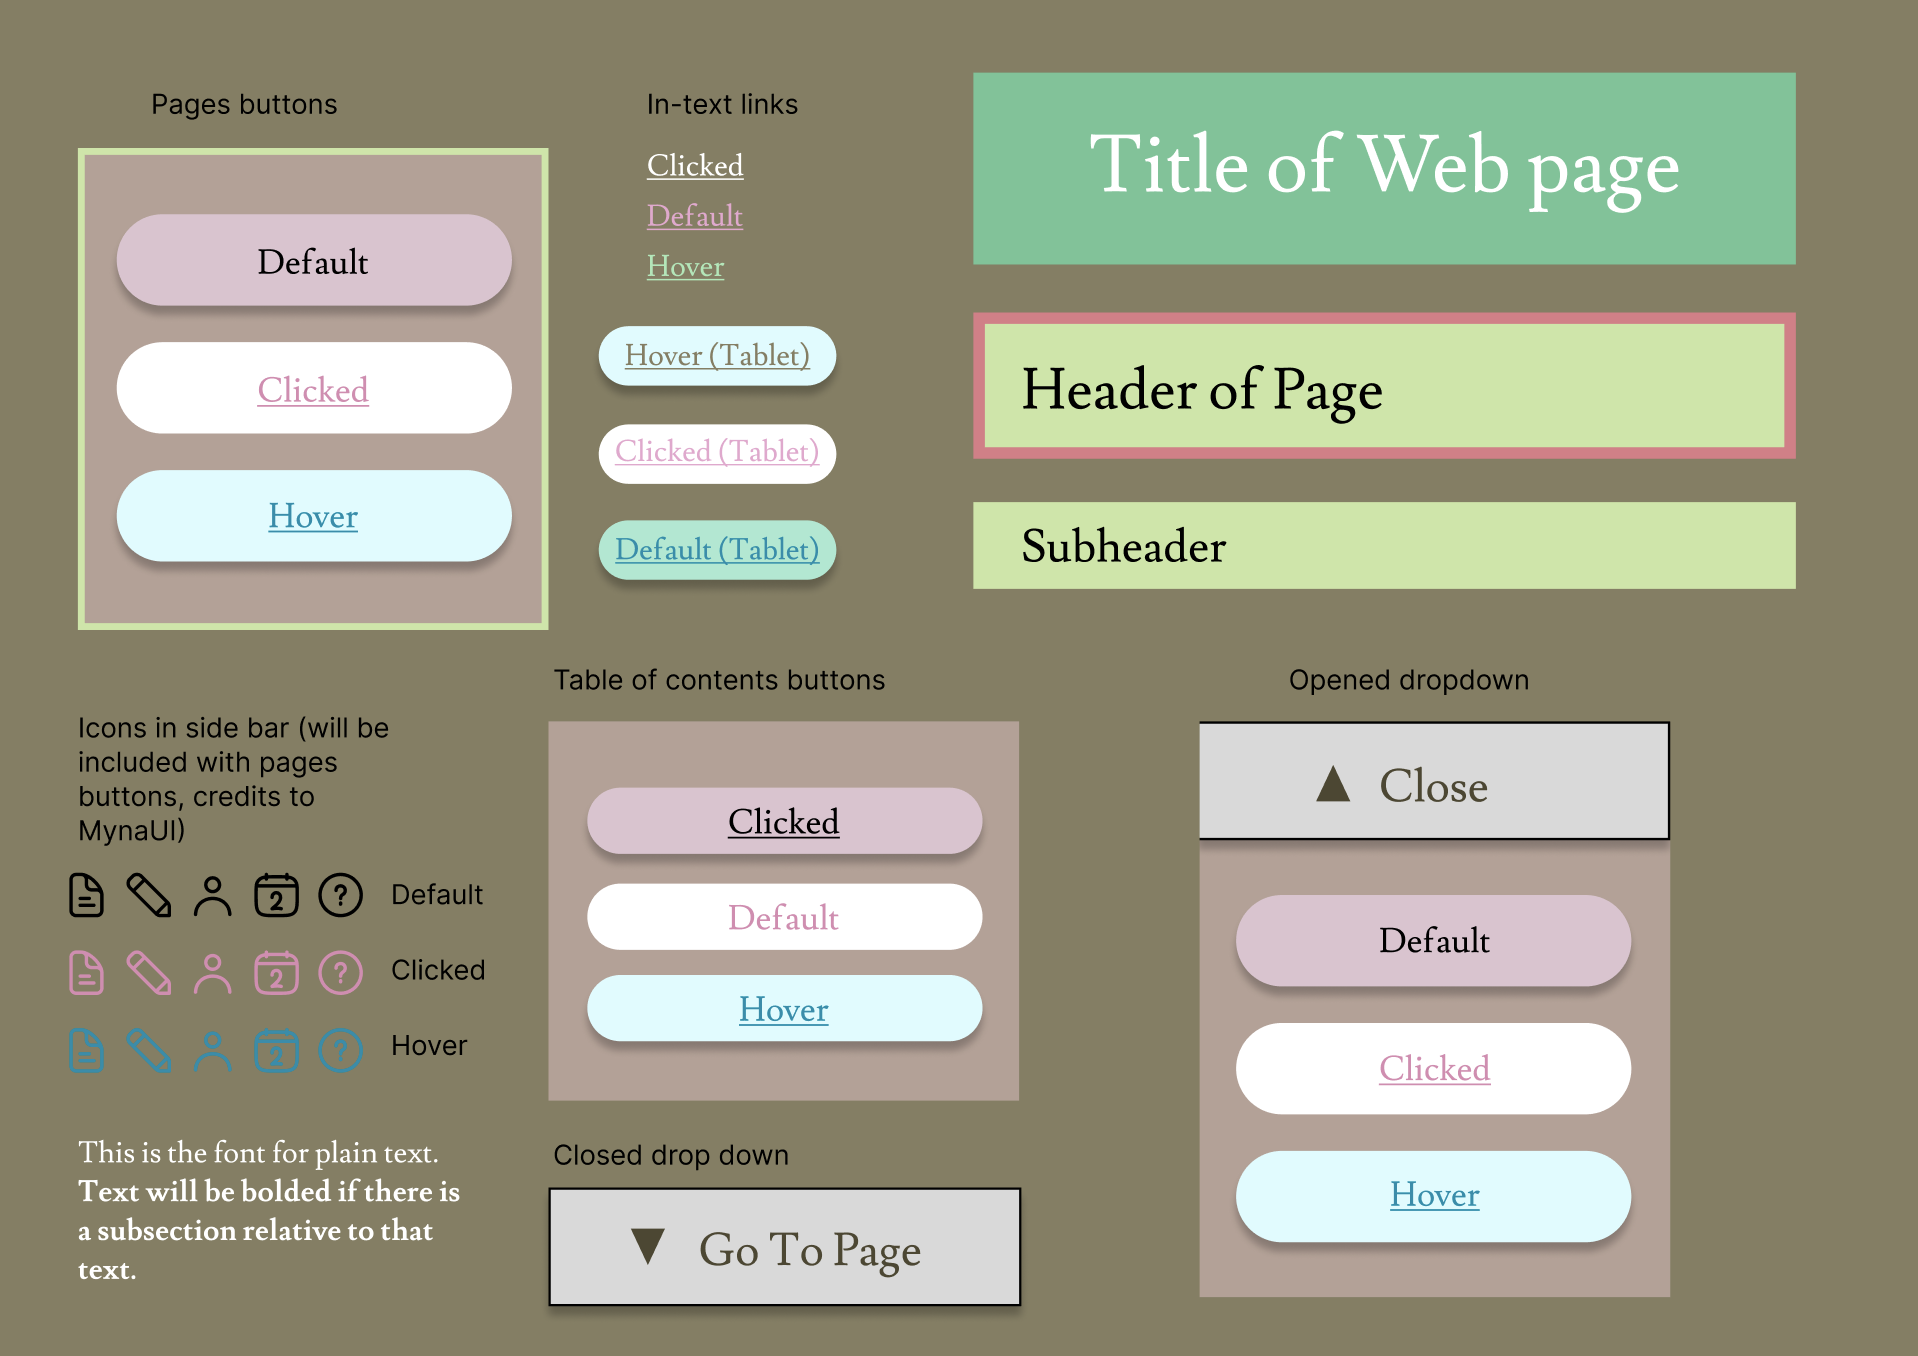 Pages buttons
Default
Clicked
Hover
In-text links
Clicked
Default
Hover
Hover (Tablet)
Clicked (Tablet)
Default (Tablet)
Title of Web page
Header of Page
Subheader
Icons in side bar (will be
included with pages
buttons, credits to
MynaUI)
2 ? Default
2 ? Clicked
2 ? Hover
This is the font for plain text.
Text will be bolded if there is
a subsection relative to that
text.
Table of contents buttons
Clicked
Default
Hover
Closed drop down
▼ Go To Page
Opened dropdown
▲ Close
Default
Clicked
Hover